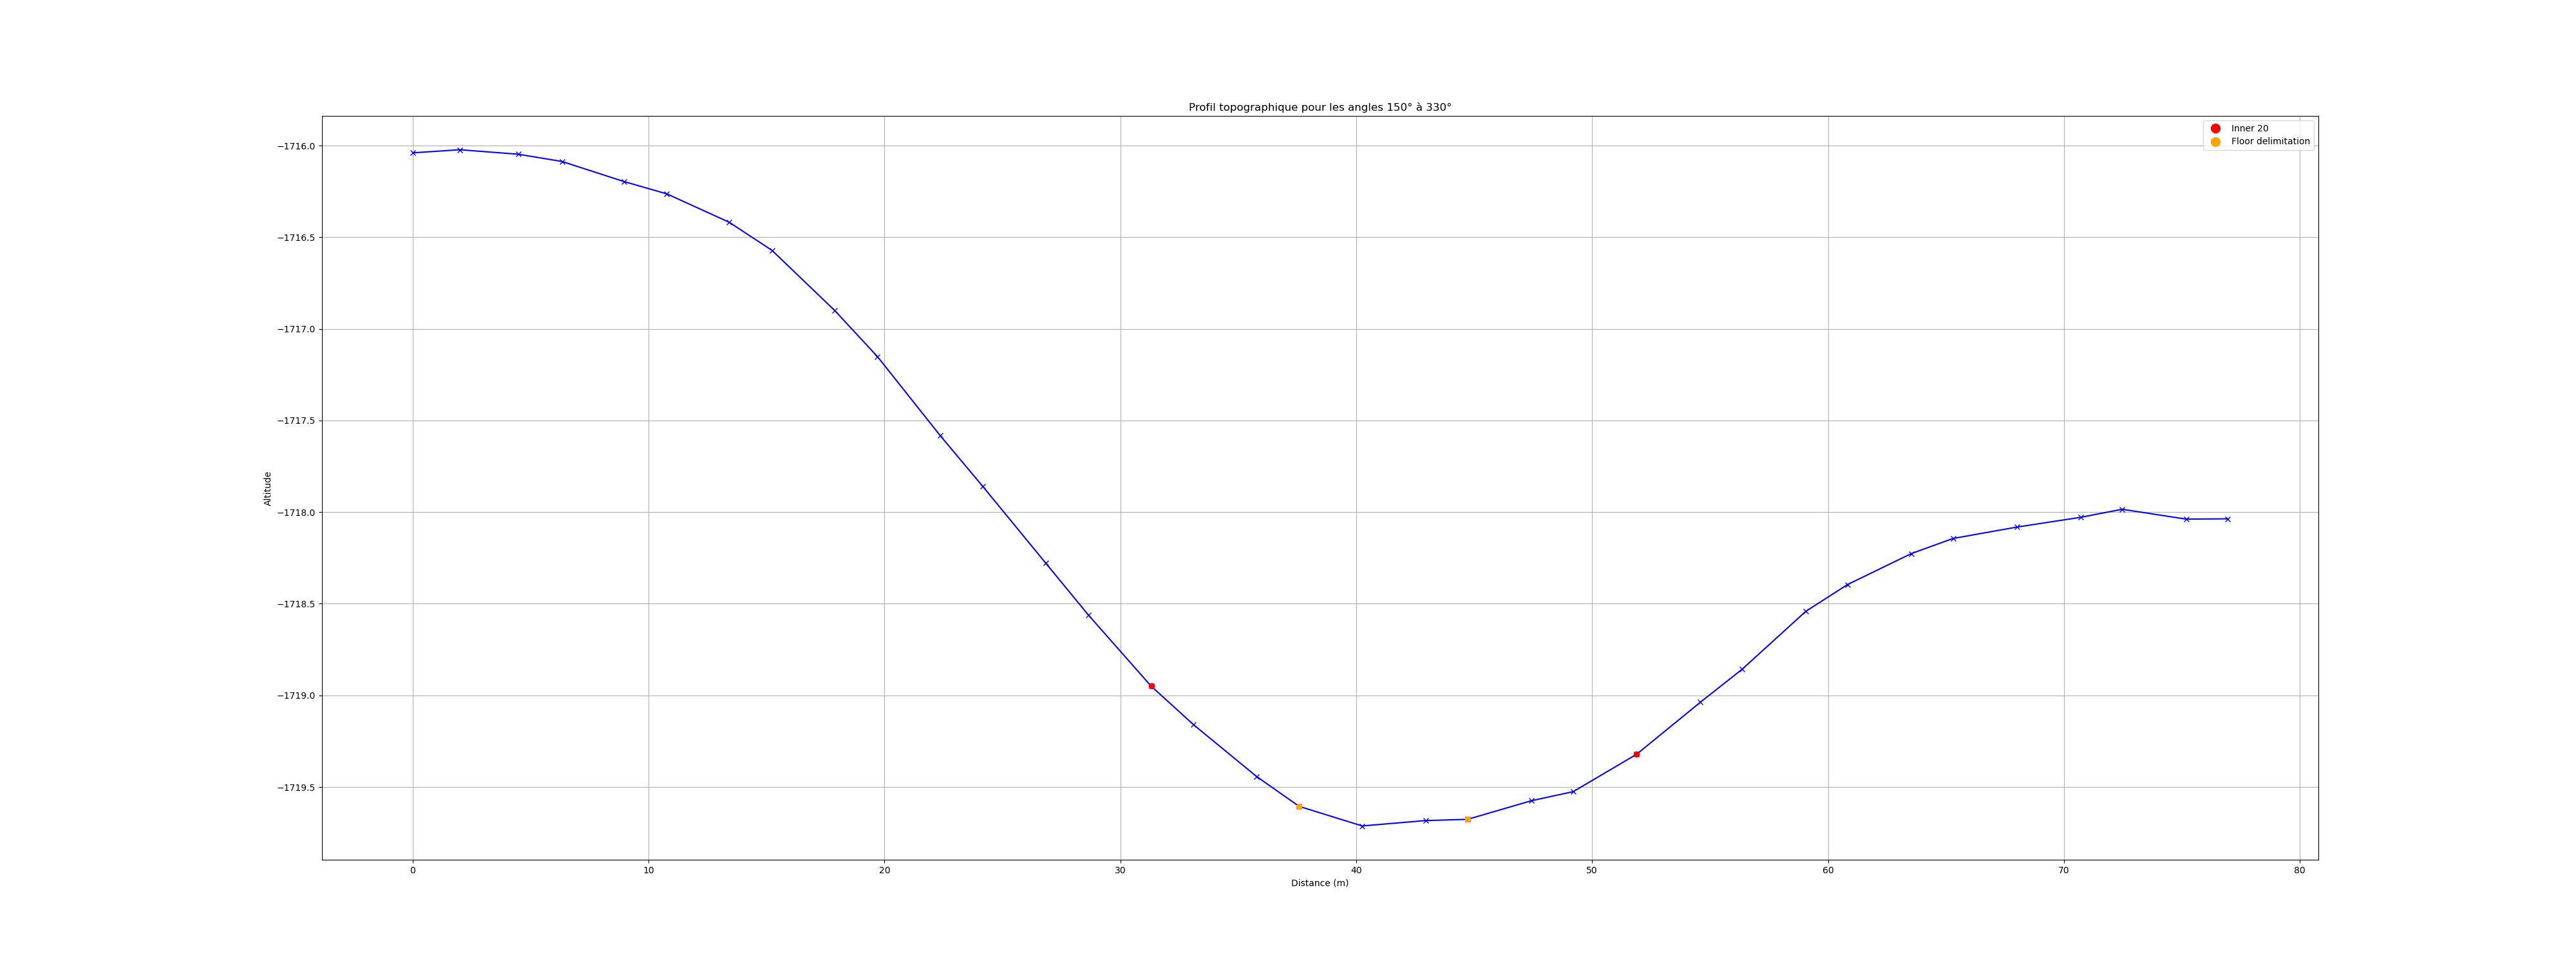 Profil topographique pour les angles 150° à 330°
Inner 20
Floor delimitation
−1716.0
−1716.5
−1717.0
−1717.5
−1718.0
−1718.5
−1719.0
−1719.5
Altitude
0 10 20 30 40 50 60 70 80
Distance (m)